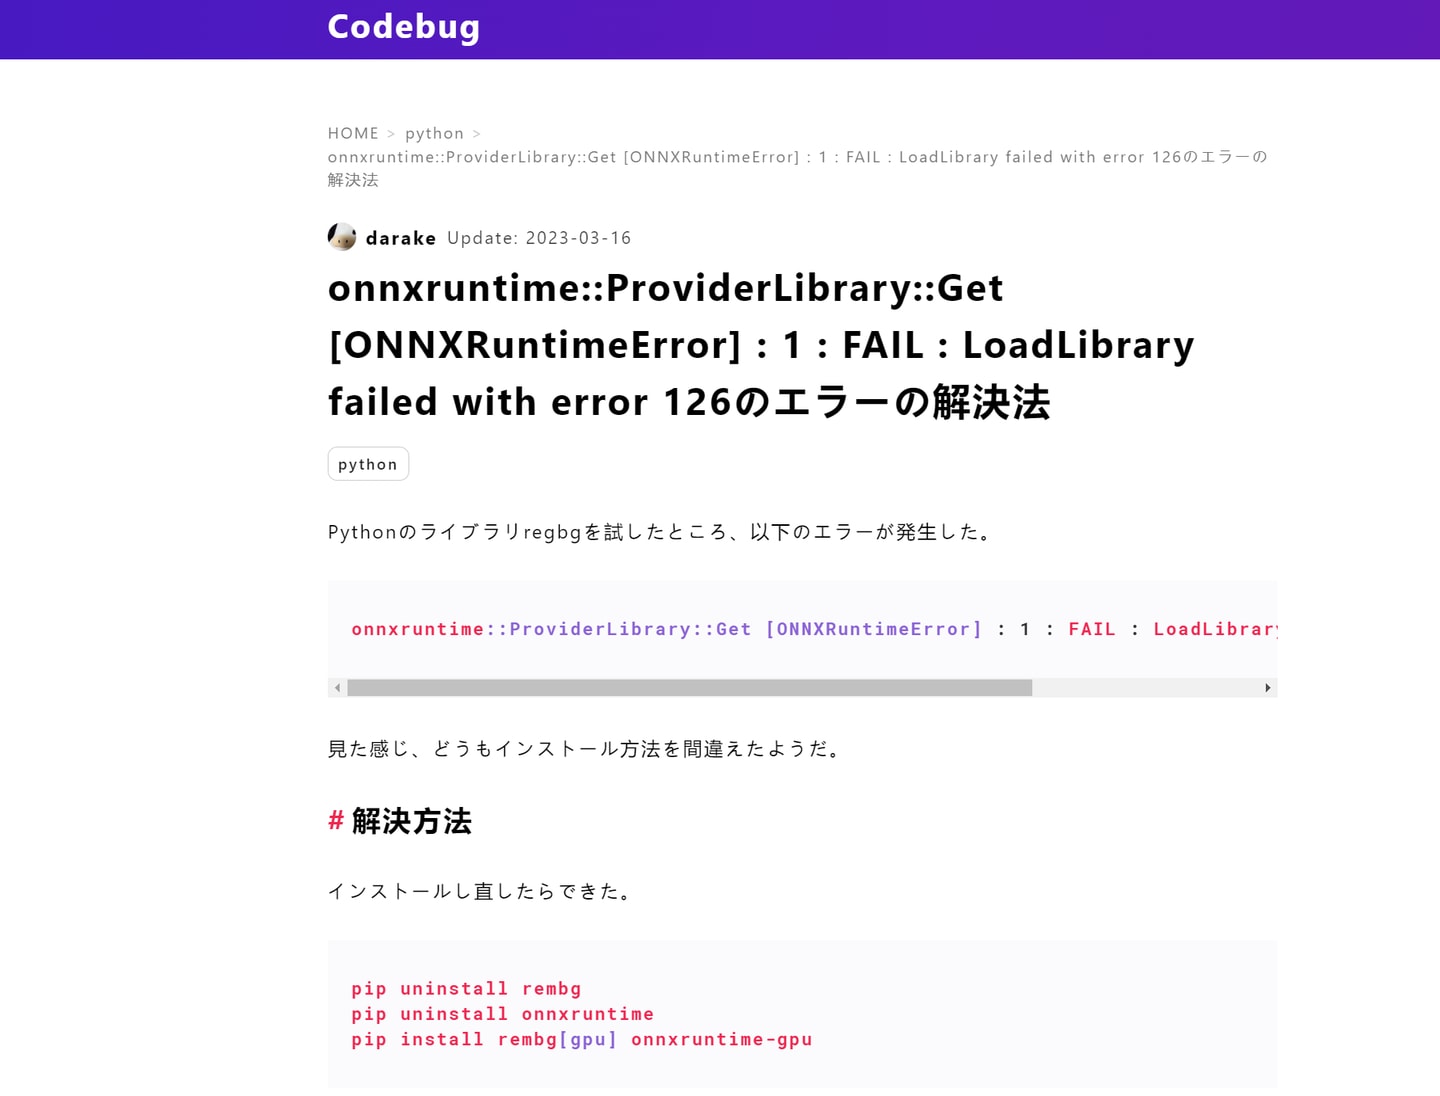 Codebug
HOME > python >
onnxruntime::ProviderLibrary::Get [ONNXRuntimeError] : 1 : FAIL : LoadLibrary failed with error 126のエラーの
解決法
darake Update: 2023-03-16
onnxruntime::ProviderLibrary::Get
[ONNXRuntimeError] : 1 : FAIL : LoadLibrary
failed with error 126のエラーの解決法
python
Pythonのライブラリregbgを試したところ、以下のエラーが発生した。
onnxruntime::ProviderLibrary::Get [ONNXRuntimeError] : 1 : FAIL : LoadLibrary
見た感じ、どうもインストール方法を間違えたようだ。
# 解決方法
インストールし直したらできた。
pip uninstall rembg
pip uninstall onnxruntime
pip install rembg[gpu] onnxruntime-gpu